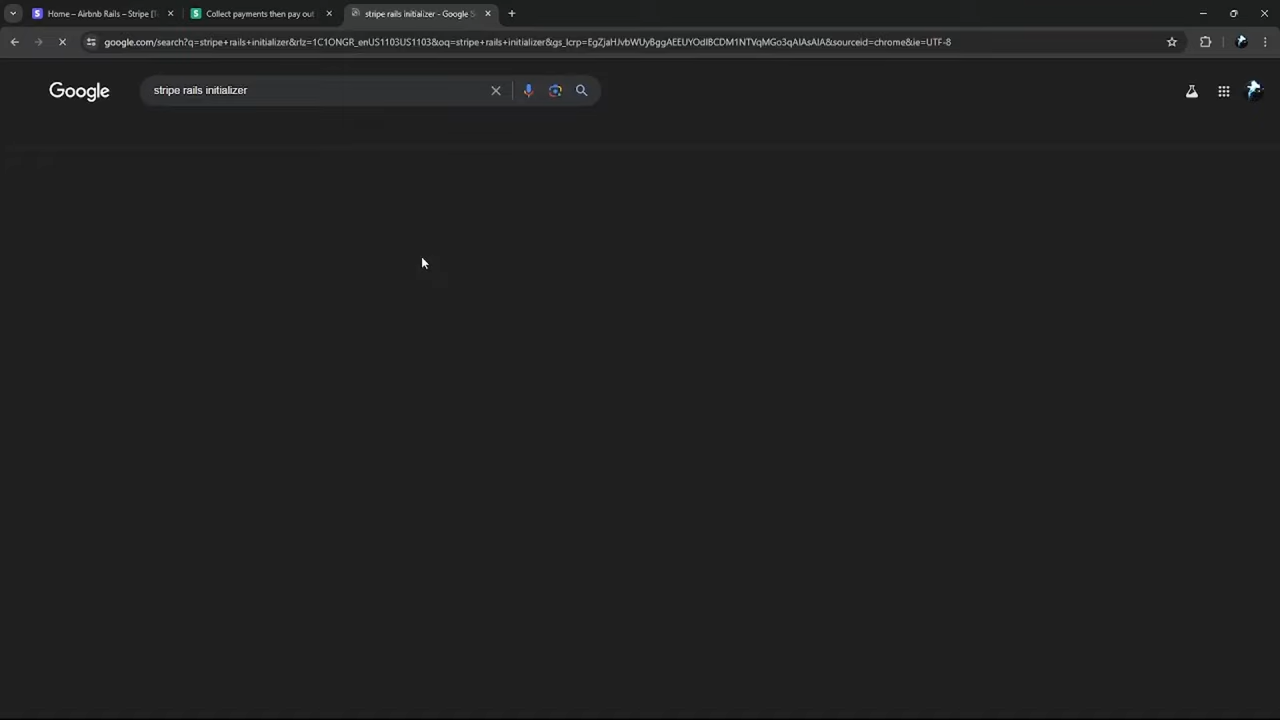 Home – Airbnb Rails – Stripe [T
Collect payments then pay out
stripe rails initializer - Google S
google.com/search?q=stripe+rails+initializer&rlz=1C1ONGR_enUS1103US1103&oq=stripe+rails+initializer&gs_lcrp=EgZjaHJvbWUyBggAEEUYOdIBCDM1NTVqMGo3qAIAsAIA&sourceid=chrome&ie=UTF-8
Google
stripe rails initializer